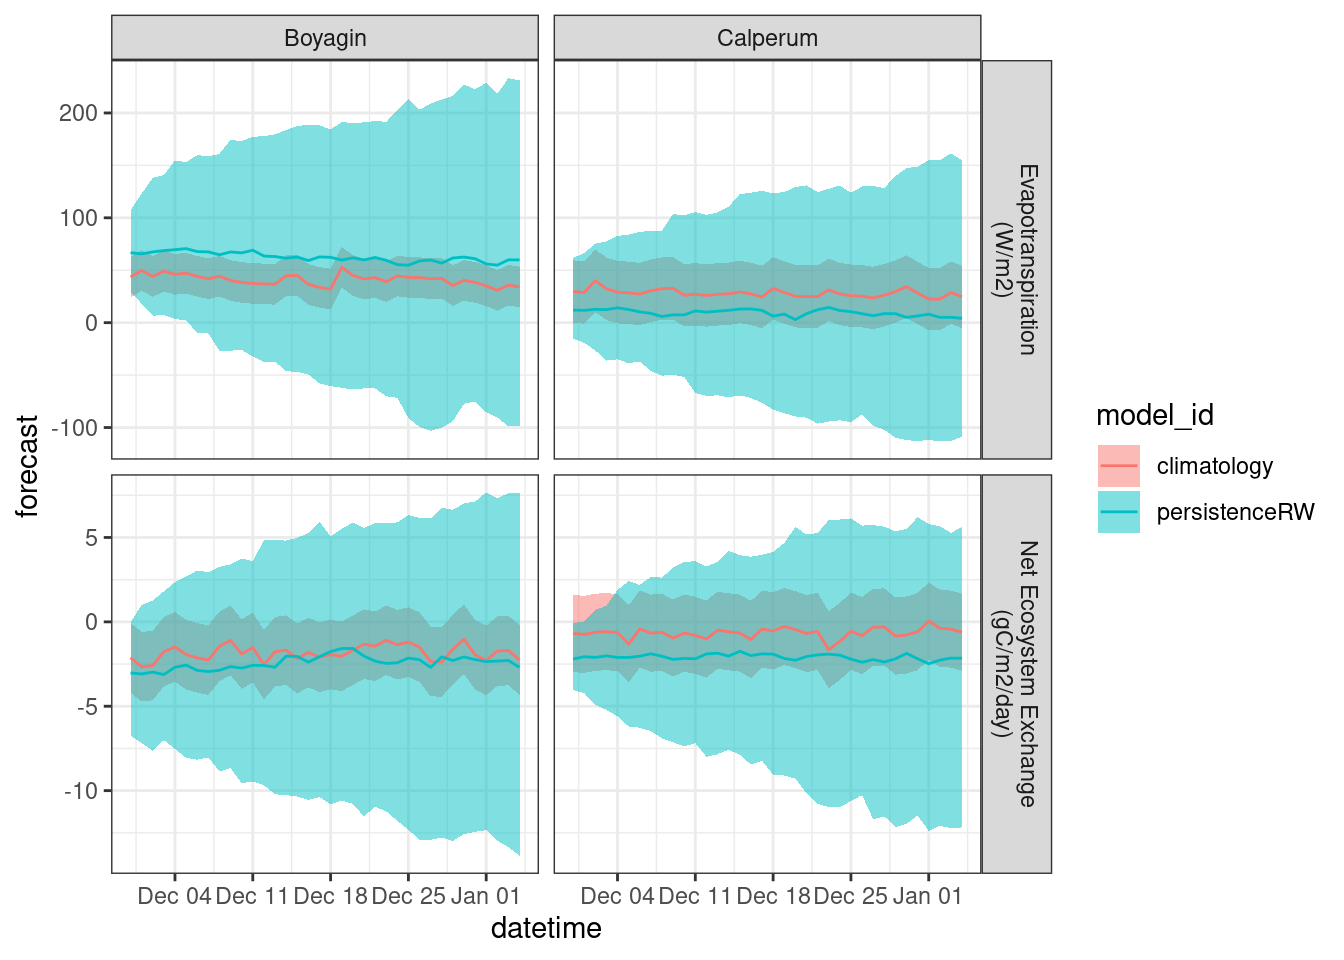 Boyagin
Calperum
200
100
0
-100
Evapotranspiration
(W/m2)
5
0
-5
-10
Net Ecosystem Exchange
(gC/m2/day)
forecast
Dec 04 Dec 11 Dec 18 Dec 25 Jan 01
Dec 04 Dec 11 Dec 18 Dec 25 Jan 01
datetime
model_id
climatology
persistenceRW